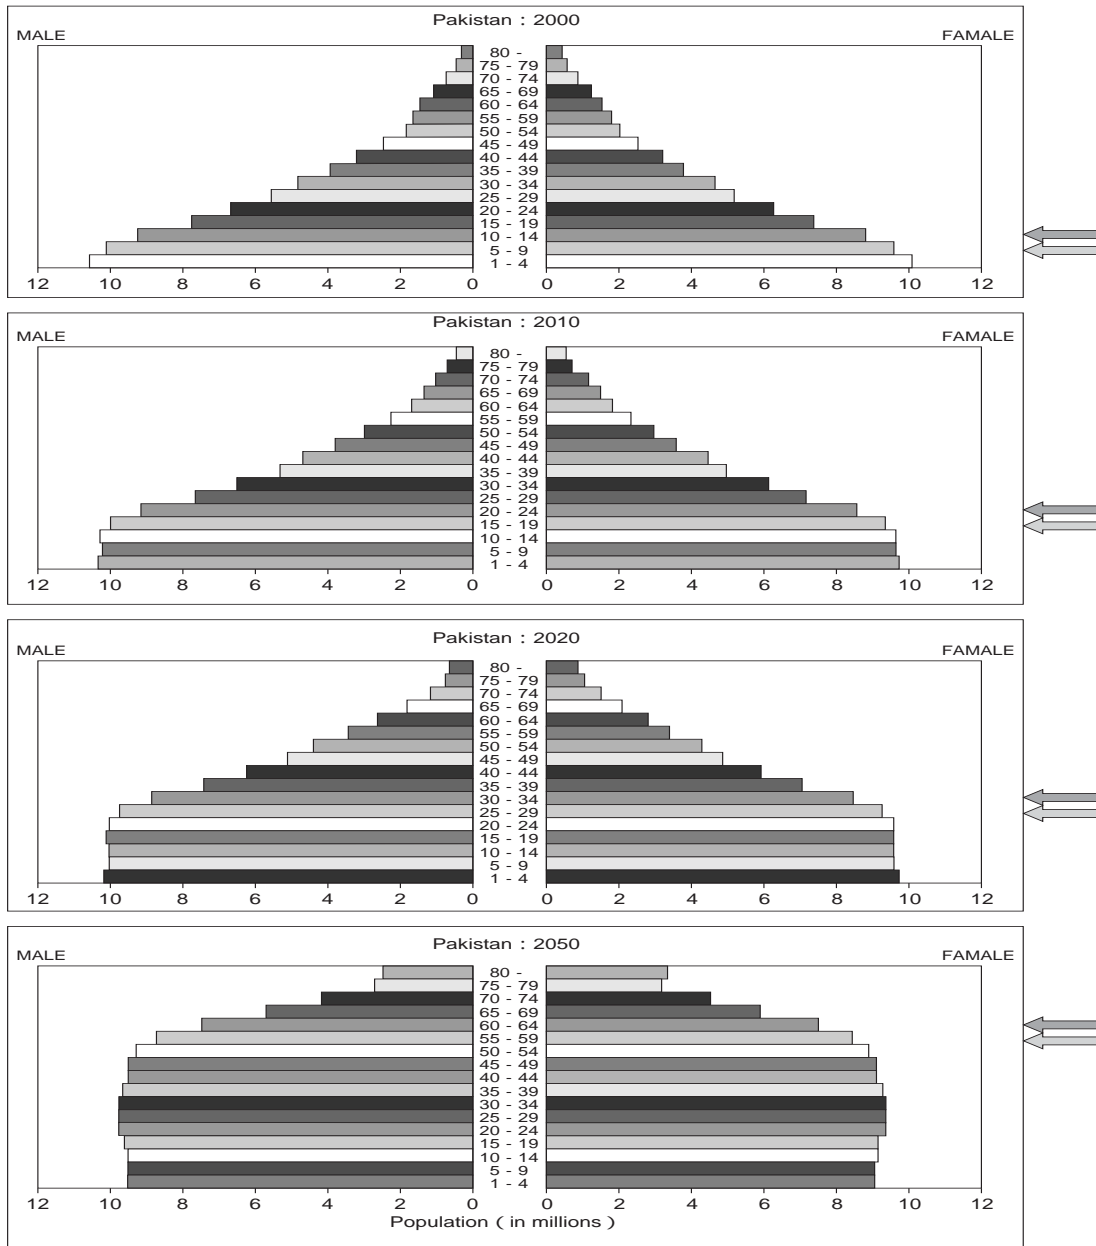 Pakistan : 2000
MALE FAMALE
80 -
75 - 79
70 - 74
65 - 69
60 - 64
55 - 59
50 - 54
45 - 49
40 - 44
35 - 39
30 - 34
25 - 29
20 - 24
15 - 19
10 - 14
5 - 9
1 - 4
12 10 8 6 4 2 0 0 2 4 6 8 10 12
Pakistan : 2010
MALE FAMALE
80 -
75 - 79
70 - 74
65 - 69
60 - 64
55 - 59
50 - 54
45 - 49
40 - 44
35 - 39
30 - 34
25 - 29
20 - 24
15 - 19
10 - 14
5 - 9
1 - 4
12 10 8 6 4 2 0 0 2 4 6 8 10 12
Pakistan : 2020
MALE FAMALE
80 -
75 - 79
70 - 74
65 - 69
60 - 64
55 - 59
50 - 54
45 - 49
40 - 44
35 - 39
30 - 34
25 - 29
20 - 24
15 - 19
10 - 14
5 - 9
1 - 4
12 10 8 6 4 2 0 0 2 4 6 8 10 12
Pakistan : 2050
MALE FAMALE
80 -
75 - 79
70 - 74
65 - 69
60 - 64
55 - 59
50 - 54
45 - 49
40 - 44
35 - 39
30 - 34
25 - 29
20 - 24
15 - 19
10 - 14
5 - 9
1 - 4
12 10 8 6 4 2 0 0 2 4 6 8 10 12
Population ( in millions )